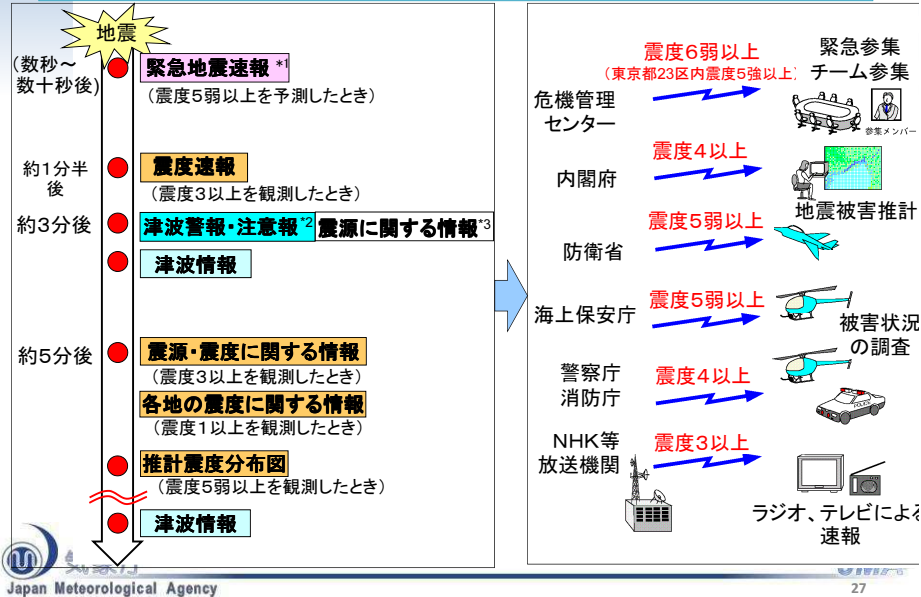 地震
(数秒～
数十秒後)
緊急地震速報 *1
(震度5弱以上を予測したとき)
約1分半
後
震度速報
(震度3以上を観測したとき)
約3分後
津波警報・注意報*2
震源に関する情報*3
津波情報
約5分後
震源・震度に関する情報
(震度3以上を観測したとき)
各地の震度に関する情報
(震度1以上を観測したとき)
推計震度分布図
(震度5弱以上を観測したとき)
津波情報
危機管理
センター
震度6弱以上
(東京都23区内震度5強以上)
緊急参集
チーム参集
参集メンバー
内閣府
震度4以上
地震被害推計
防衛省
震度5弱以上
海上保安庁
震度5弱以上
被害状況
の調査
警察庁
消防庁
震度4以上
POLICE
NHK等
放送機関
震度3以上
ラジオ、テレビによる
速報
Japan Meteorological Agency
27